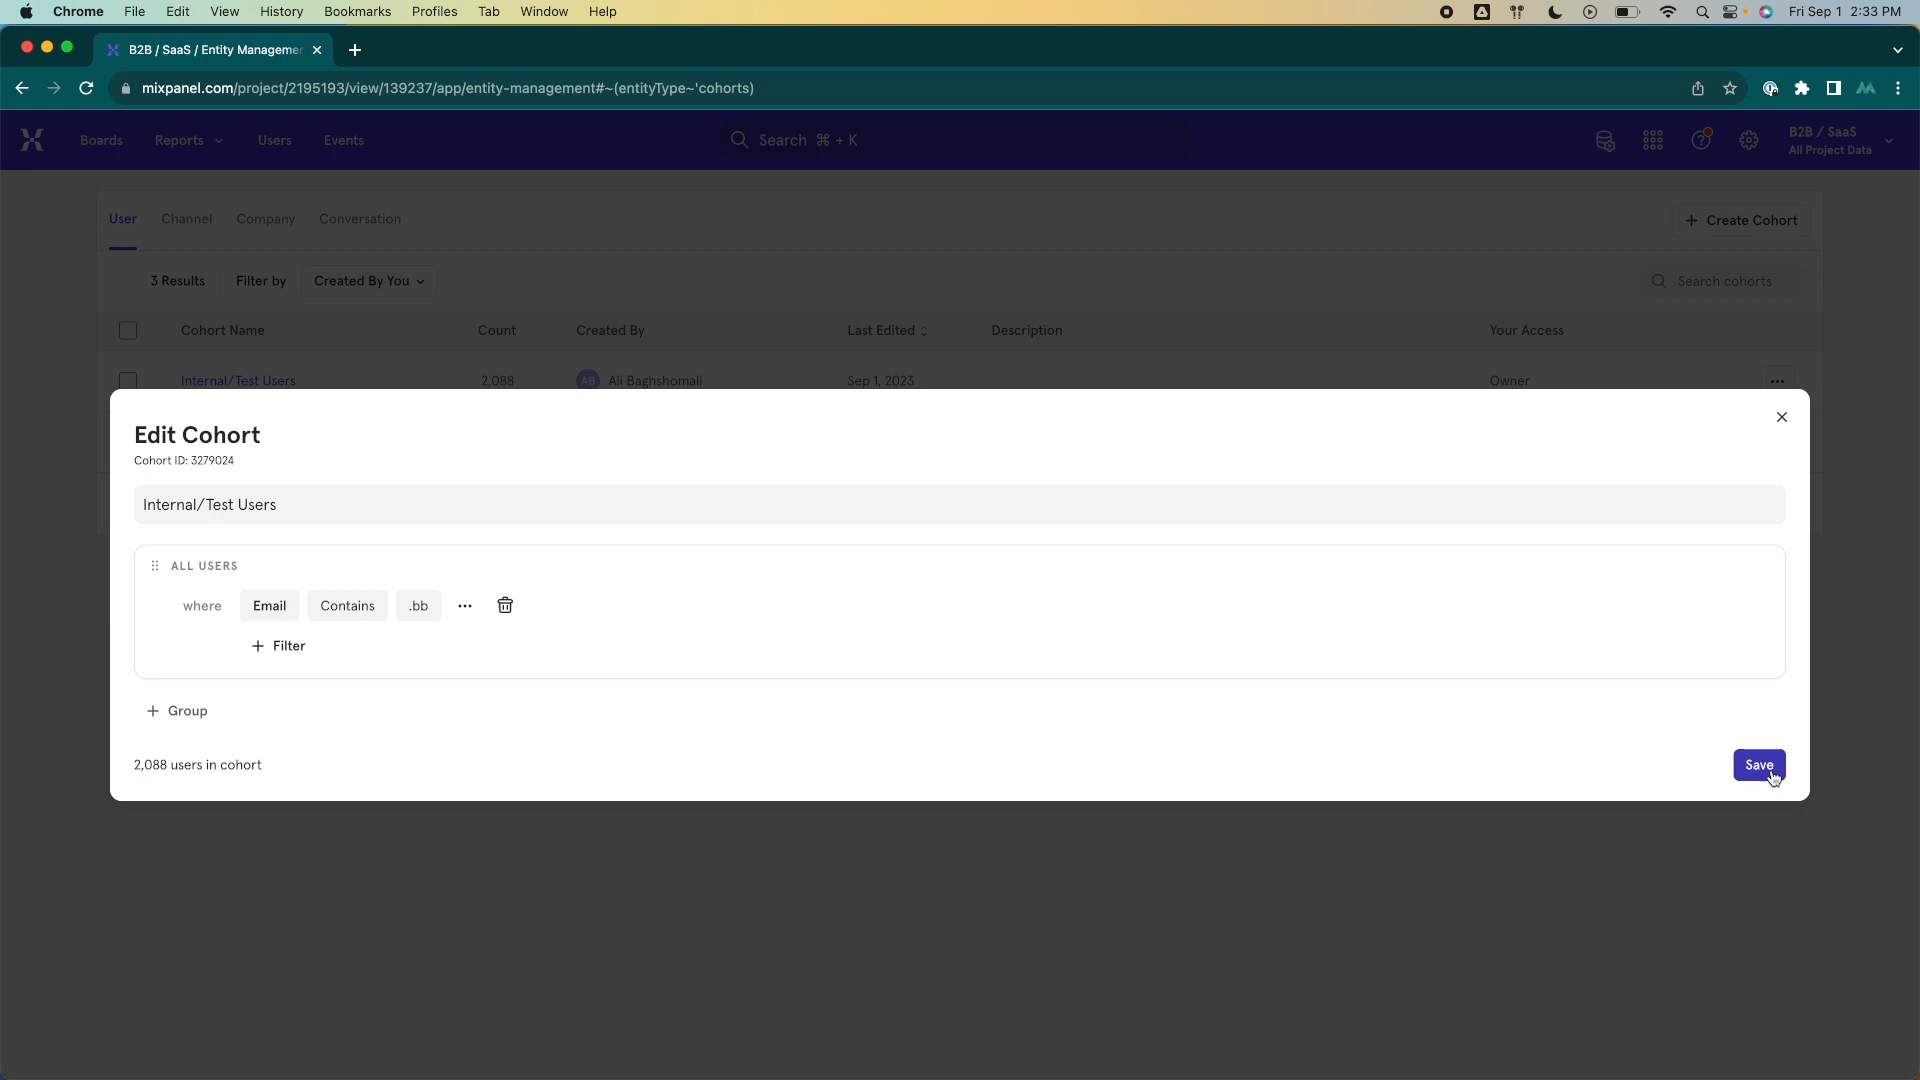 Chrome File Edit View History Bookmarks Profiles Tab Window Help Fri Sep 1 2:33 PM
B2B / SaaS / Entity Managemen
mixpanel.com/project/2195193/view/139237/app/entity-management#~(entityType~'cohorts)
Boards Reports Users Events Search ⌘ + K B2B / SaaS
All Project Data
User Channel Company Conversation + Create Cohort
3 Results Filter by Created By You Search cohorts
Cohort Name Count Created By Last Edited Description Your Access
Internal/Test Users 2,088 AB Ali Baghshomali Sep 1, 2023 Owner
Edit Cohort
Cohort ID: 3279024
Internal/Test Users
ALL USERS
where Email Contains .bb
+ Filter
+ Group
2,088 users in cohort Save